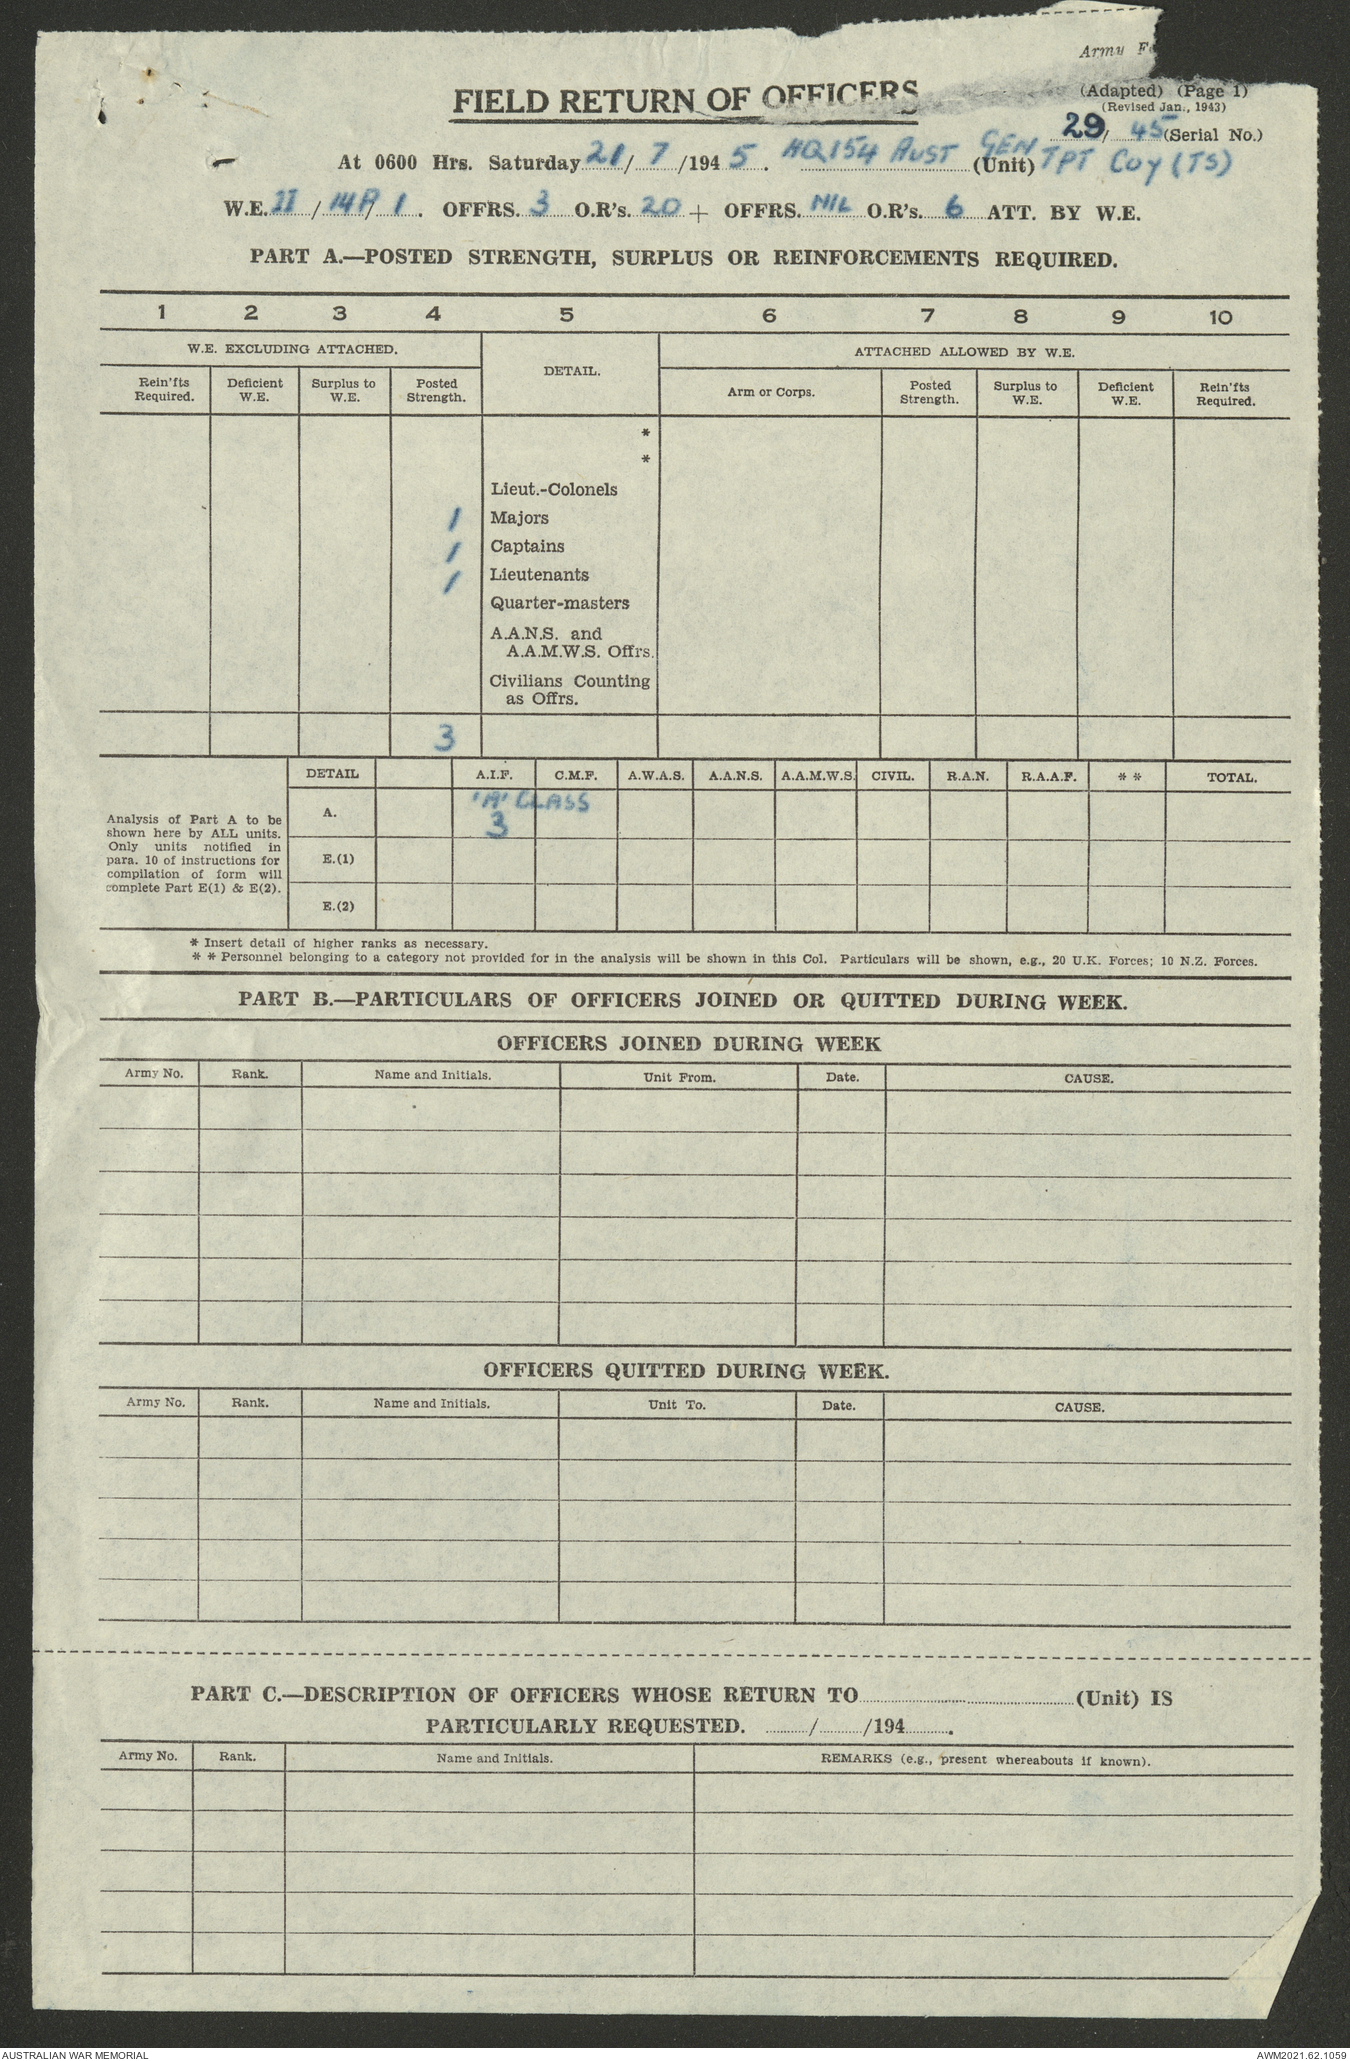 Army
FIELD RETURN OF OFFICERS
(Adapted) (Page 1)
(Revised Jan., 1943)
29/ 45 (Serial No.)
At 0600 Hrs. Saturday 21/ 7 /194 5. HQ 154 AUST GEN (Unit) TPT Coy (TS)
W.E. II / 14A / 1 . OFFRS. 3 O.R's. 20 + OFFRS. NIL O.R's. 6 ATT. BY W.E.
PART A.—POSTED STRENGTH, SURPLUS OR REINFORCEMENTS REQUIRED.
1 2 3 4 5 6 7 8 9 10
W.E. EXCLUDING ATTACHED. DETAIL. ATTACHED ALLOWED BY W.E.
Rein'fts Required. Deficient W.E. Surplus to W.E. Posted Strength. Arm or Corps. Posted Strength. Surplus to W.E. Deficient W.E. Rein'fts Required.
*
*
Lieut.-Colonels
1 Majors
1 Captains
1 Lieutenants
Quarter-masters
A.A.N.S. and
A.A.M.W.S. Offrs.
Civilians Counting
as Offrs.
3
DETAIL A.I.F. C.M.F. A.W.A.S. A.A.N.S. A.A.M.W.S. CIVIL. R.A.N. R.A.A.F. * * TOTAL.
Analysis of Part A to be
shown here by ALL units.
Only units notified in
para. 10 of instructions for
compilation of form will
complete Part E(1) & E(2).
A. 'A' CLASS
3
E.(1)
E.(2)
* Insert detail of higher ranks as necessary.
* * Personnel belonging to a category not provided for in the analysis will be shown in this Col. Particulars will be shown, e.g., 20 U.K. Forces; 10 N.Z. Forces.
PART B.—PARTICULARS OF OFFICERS JOINED OR QUITTED DURING WEEK.
OFFICERS JOINED DURING WEEK
Army No. Rank. Name and Initials. Unit From. Date. CAUSE.
OFFICERS QUITTED DURING WEEK.
Army No. Rank. Name and Initials. Unit To. Date. CAUSE.
PART C.—DESCRIPTION OF OFFICERS WHOSE RETURN TO (Unit) IS
PARTICULARLY REQUESTED. / /194 .
Army No. Rank. Name and Initials. REMARKS (e.g., present whereabouts if known).
AUSTRALIAN WAR MEMORIAL AWM2021.62.1059